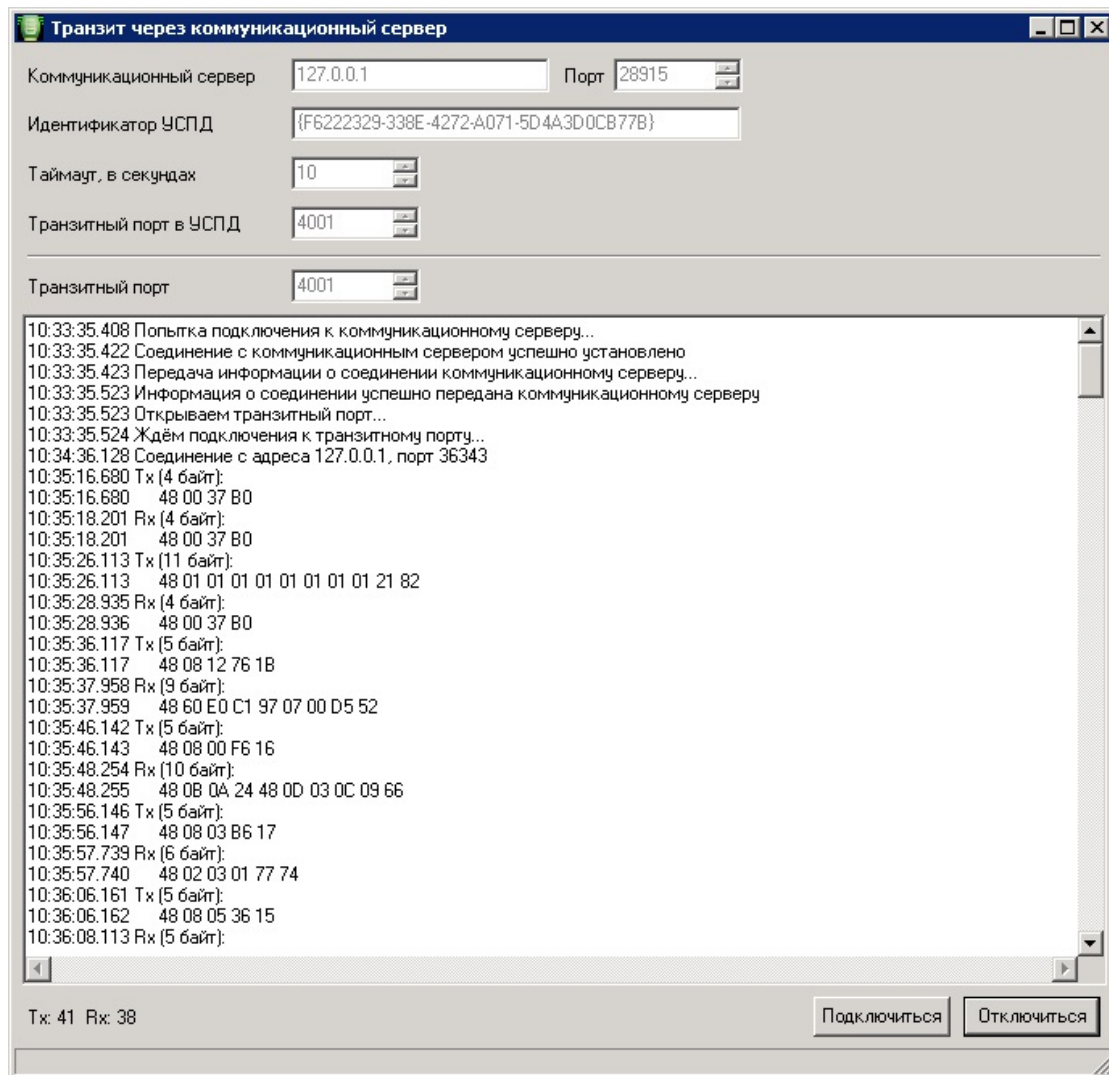 Транзит через коммуникационный сервер
Коммуникационный сервер 127.0.0.1 Порт 28915
Идентификатор УСПД {F6222329-338E-4272-A071-5D4A3D0CB77B}
Таймаут, в секундах 10
Транзитный порт в УСПД 4001
Транзитный порт 4001
10:33:35.408 Попытка подключения к коммуникационному серверу...
10:33:35.422 Соединение с коммуникационным сервером успешно установлено
10:33:35.423 Передача информации о соединении коммуникационному серверу...
10:33:35.523 Информация о соединении успешно передана коммуникационному серверу
10:33:35.523 Открываем транзитный порт...
10:33:35.524 Ждём подключения к транзитному порту...
10:34:36.128 Соединение с адреса 127.0.0.1, порт 36343
10:35:16.680 Tx (4 байт):
10:35:16.680 48 00 37 B0
10:35:18.201 Rx (4 байт):
10:35:18.201 48 00 37 B0
10:35:26.113 Tx (11 байт):
10:35:26.113 48 01 01 01 01 01 01 01 01 21 82
10:35:28.935 Rx (4 байт):
10:35:28.936 48 00 37 B0
10:35:36.117 Tx (5 байт):
10:35:36.117 48 08 12 76 1B
10:35:37.958 Rx (9 байт):
10:35:37.959 48 60 E0 C1 97 07 00 D5 52
10:35:46.142 Tx (5 байт):
10:35:46.143 48 08 00 F6 16
10:35:48.254 Rx (10 байт):
10:35:48.255 48 0B 0A 24 48 0D 03 0C 09 66
10:35:56.146 Tx (5 байт):
10:35:56.147 48 08 03 B6 17
10:35:57.739 Rx (6 байт):
10:35:57.740 48 02 03 01 77 74
10:36:06.161 Tx (5 байт):
10:36:06.162 48 08 05 36 15
10:36:08.113 Rx (5 байт):
Tx: 41 Rx: 38 Подключиться Отключиться